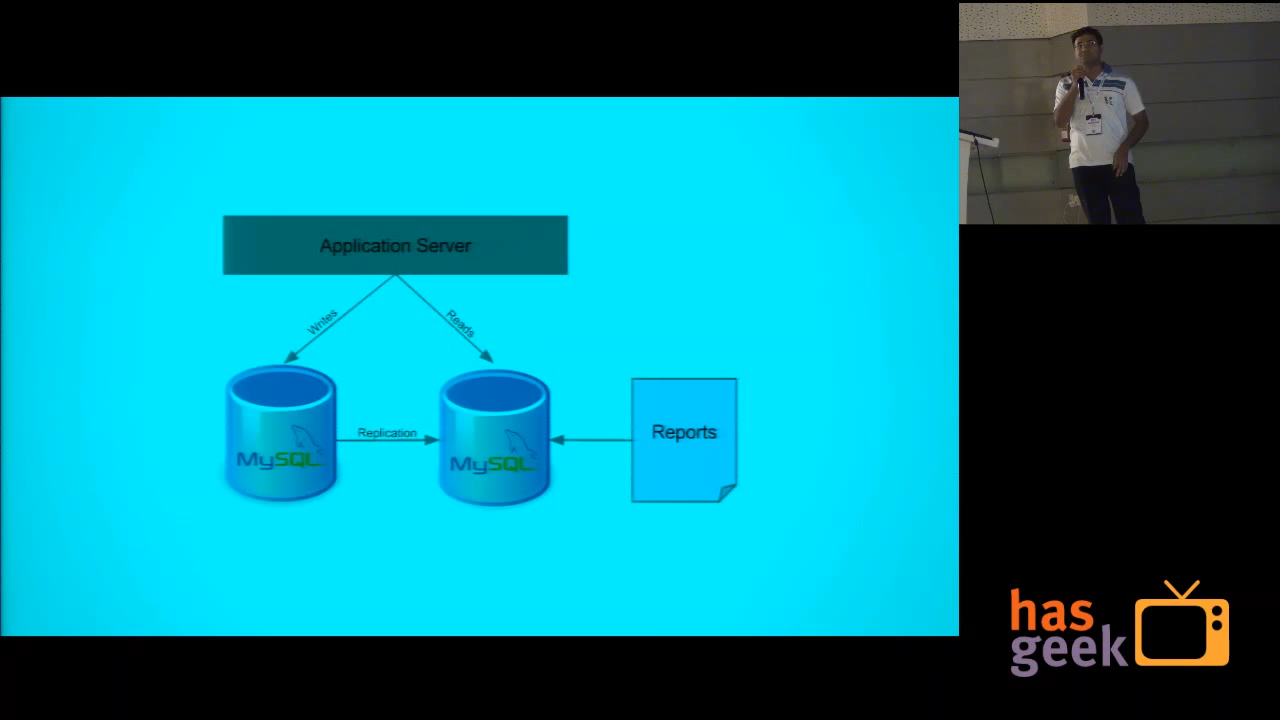 Application Server
Writes
Reads
Replication
MySQL
MySQL
Reports
has
geek